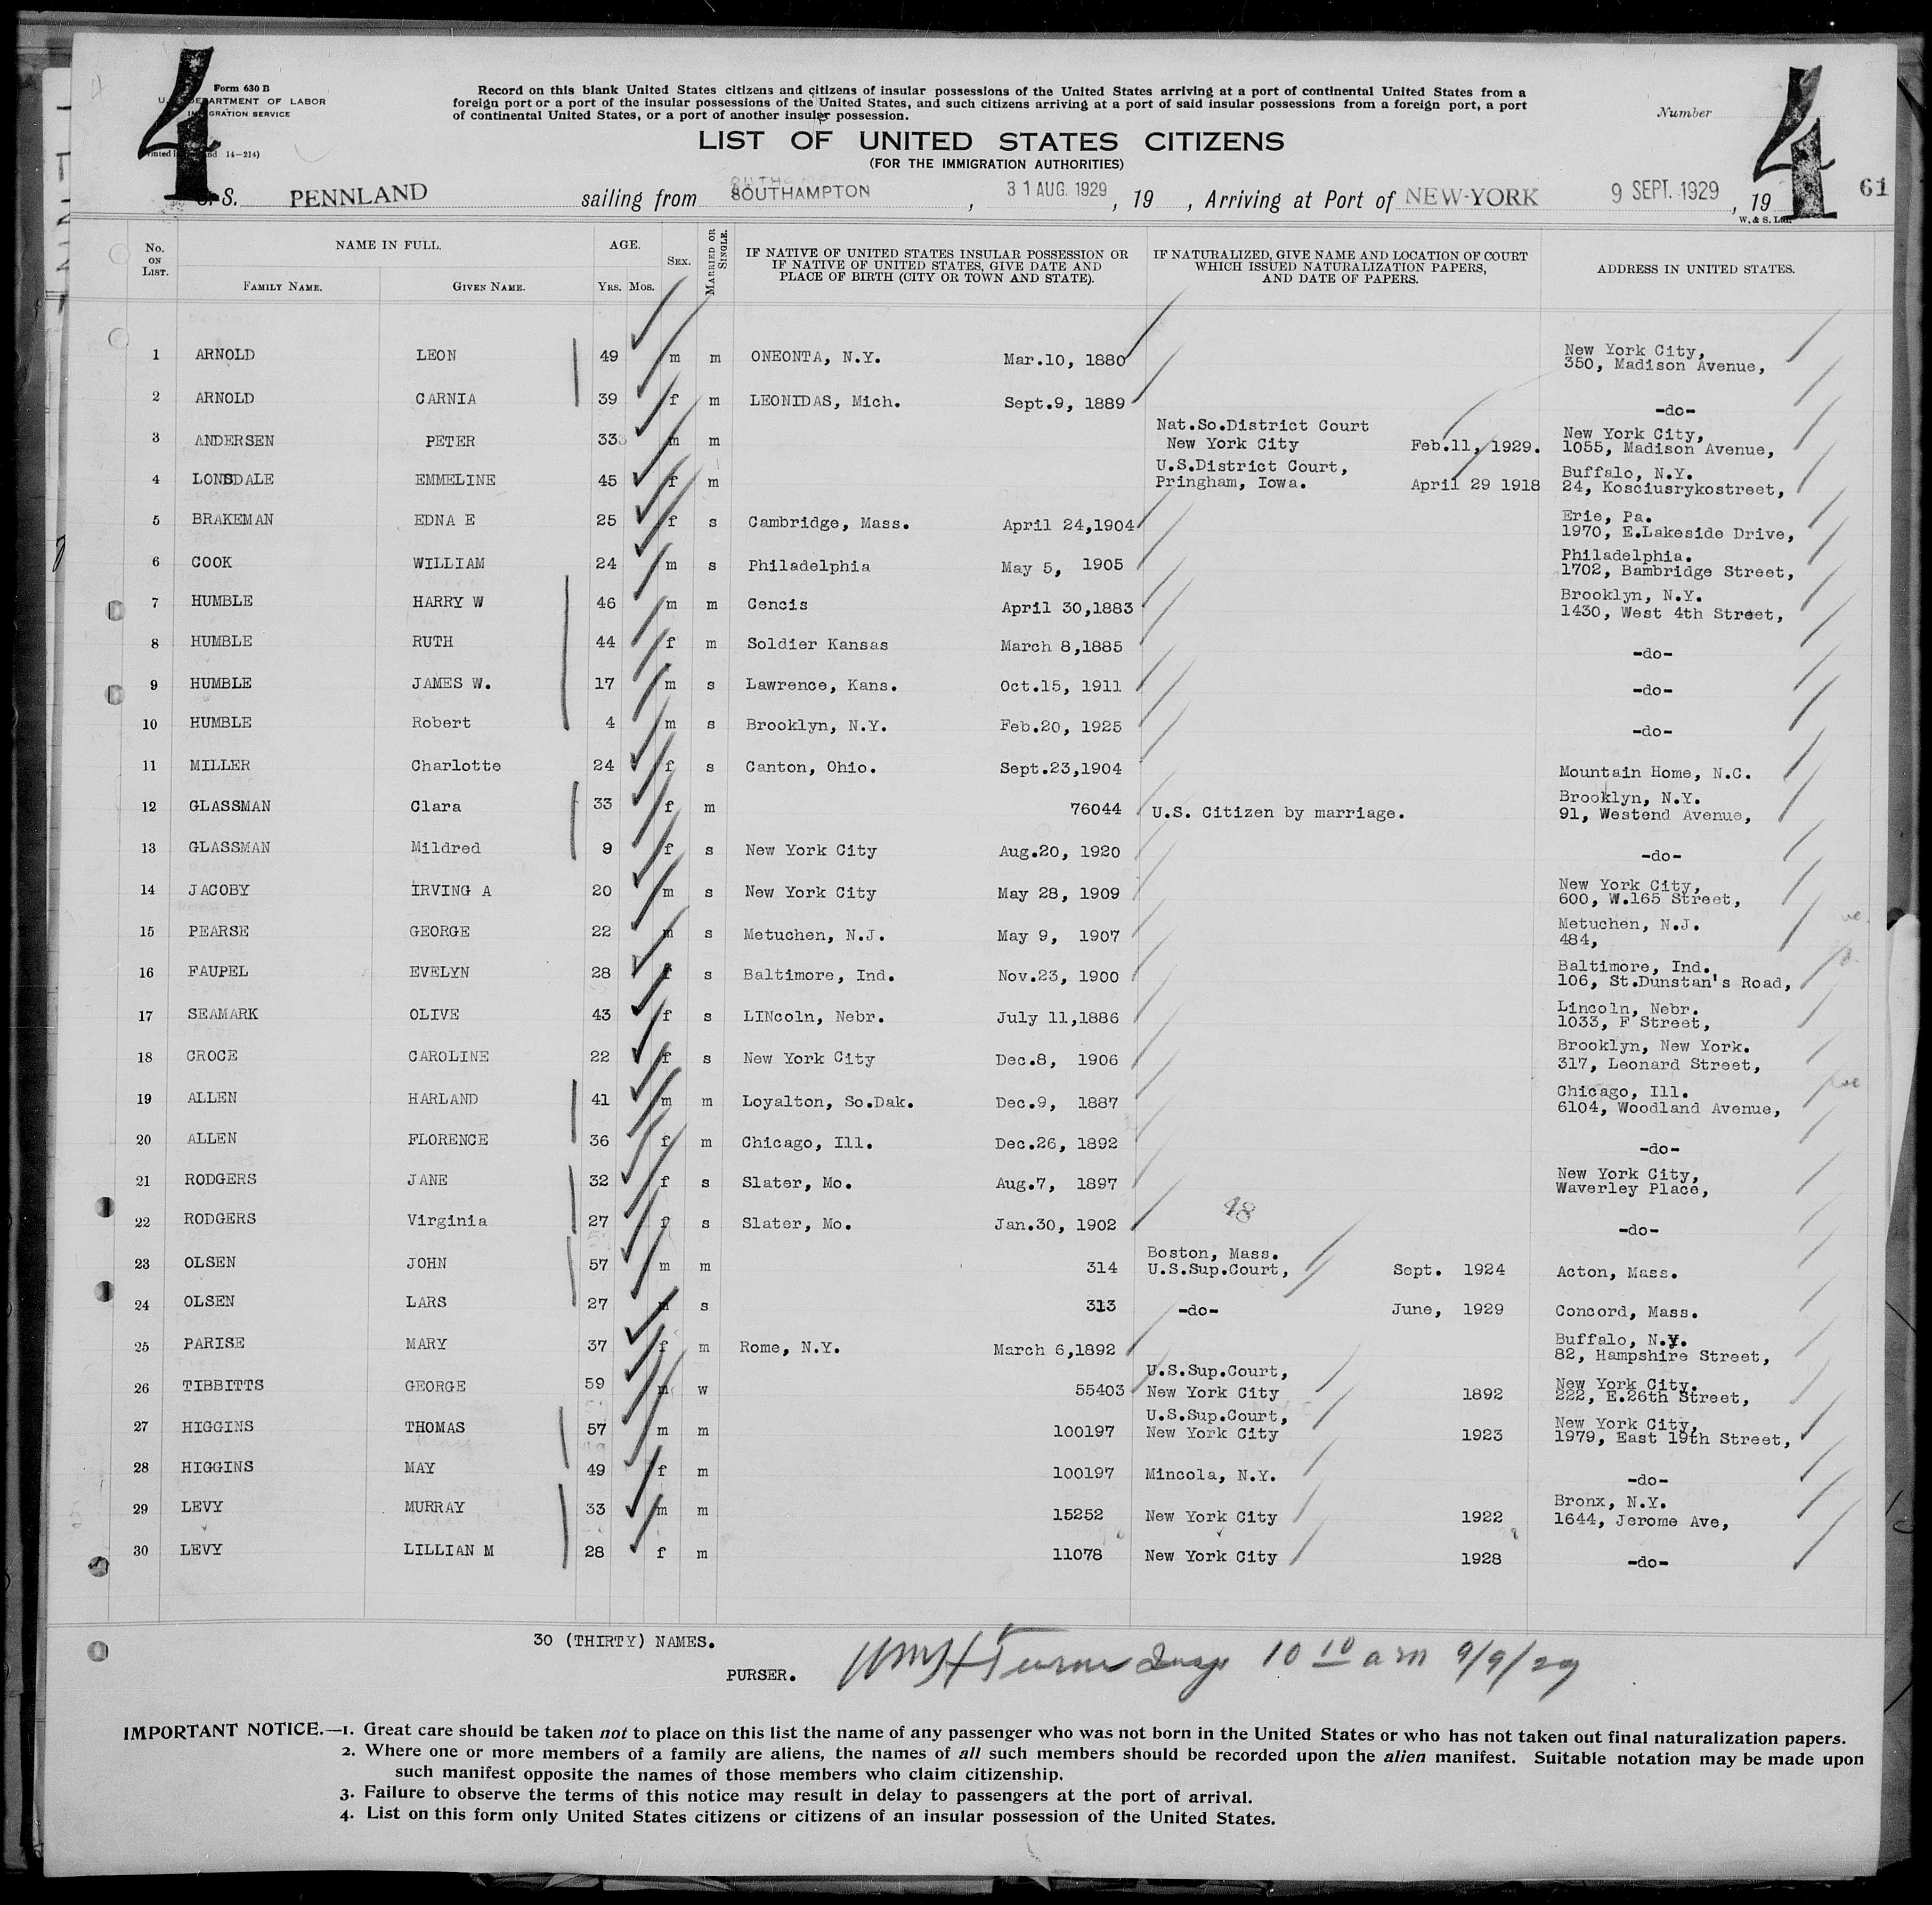 4
Form 630 B
U.S. DEPARTMENT OF LABOR
IMMIGRATION SERVICE
14—214)
Record on this blank United States citizens and citizens of insular possessions of the United States arriving at a port of continental United States from a
foreign port or a port of the insular possessions of the United States, and such citizens arriving at a port of said insular possessions from a foreign port, a port
of continental United States, or a port of another insular possession.
Number
4
LIST OF UNITED STATES CITIZENS
(FOR THE IMMIGRATION AUTHORITIES)
S. PENNLAND sailing from SOUTHAMPTON, 31 AUG. 1929, 19 , Arriving at Port of NEW-YORK 9 SEPT. 1929, 19 61
W. & S. Ltd.
No. ON LIST. NAME IN FULL. AGE. SEX. MARRIED OR SINGLE. IF NATIVE OF UNITED STATES INSULAR POSSESSION OR IF NATIVE OF UNITED STATES, GIVE DATE AND PLACE OF BIRTH (CITY OR TOWN AND STATE). IF NATURALIZED, GIVE NAME AND LOCATION OF COURT WHICH ISSUED NATURALIZATION PAPERS, AND DATE OF PAPERS. ADDRESS IN UNITED STATES.
FAMILY NAME. GIVEN NAME. YRS. MOS.
1 ARNOLD LEON 49 m m ONEONTA, N.Y. Mar.10, 1880 New York City, 350, Madison Avenue,
2 ARNOLD CARNIA 39 f m LEONIDAS, Mich. Sept.9, 1889 -do-
3 ANDERSEN PETER 33 m m Nat.So.District Court New York City Feb.11, 1929. New York City, 1055, Madison Avenue,
4 LONSDALE EMMELINE 45 f m U.S.District Court, Pringham, Iowa. April 29 1918 Buffalo, N.Y. 24, Kosciusrykostreet,
5 BRAKEMAN EDNA E 25 f s Cambridge, Mass. April 24,1904 Erie, Pa. 1970, E.Lakeside Drive,
6 COOK WILLIAM 24 m s Philadelphia May 5, 1905 Philadelphia. 1702, Bambridge Street,
7 HUMBLE HARRY W 46 m m Cencis April 30,1883 Brooklyn, N.Y. 1430, West 4th Street,
8 HUMBLE RUTH 44 f m Soldier Kansas March 8,1885 -do-
9 HUMBLE JAMES W. 17 m s Lawrence, Kans. Oct.15, 1911 -do-
10 HUMBLE Robert 4 m s Brooklyn, N.Y. Feb.20, 1925 -do-
11 MILLER Charlotte 24 f s Canton, Ohio. Sept.23,1904 Mountain Home, N.C.
12 GLASSMAN Clara 33 f m 76044 U.S. Citizen by marriage. Brooklyn, N.Y. 91, Westend Avenue,
13 GLASSMAN Mildred 9 f s New York City Aug.20, 1920 -do-
14 JACOBY IRVING A 20 m s New York City May 28, 1909 New York City, 600, W.165 Street,
15 PEARSE GEORGE 22 m s Metuchen, N.J. May 9, 1907 Metuchen, N.J. 484,
16 FAUPEL EVELYN 28 f s Baltimore, Ind. Nov.23, 1900 Baltimore, Ind. 106, St.Dunstan's Road,
17 SEAMARK OLIVE 43 f s LINcoln, Nebr. July 11,1886 Lincoln, Nebr. 1033, F Street,
18 CROCE CAROLINE 22 f s New York City Dec.8, 1906 Brooklyn, New York. 317, Leonard Street,
19 ALLEN HARLAND 41 m m Loyalton, So.Dak. Dec.9, 1887 Chicago, Ill. 6104, Woodland Avenue,
20 ALLEN FLORENCE 36 f m Chicago, Ill. Dec.26, 1892 -do-
21 RODGERS JANE 32 f s Slater, Mo. Aug.7, 1897 New York City, Waverley Place,
22 RODGERS Virginia 27 f s Slater, Mo. Jan.30, 1902 48 -do-
23 OLSEN JOHN 57 m m 314 Boston, Mass. U.S.Sup.Court, Sept. 1924 Acton, Mass.
24 OLSEN LARS 27 m s 313 -do- June, 1929 Concord, Mass.
25 PARISE MARY 37 f m Rome, N.Y. March 6,1892 Buffalo, N.Y. 82, Hampshire Street,
26 TIBBITTS GEORGE 59 m w 55403 U.S.Sup.Court, New York City 1892 New York City. 222, E.26th Street,
27 HIGGINS THOMAS 57 m m 100197 U.S.Sup.Court, New York City 1923 New York City, 1979, East 19th Street,
28 HIGGINS MAY 49 f m 100197 Mincola, N.Y. -do-
29 LEVY MURRAY 33 m m 15252 New York City 1922 Bronx, N.Y. 1644, Jerome Ave,
30 LEVY LILLIAN M 28 f m 11078 New York City 1928 -do-
30 (THIRTY) NAMES.
PURSER. Wm H Turner 10 10 a m 9/9/29
IMPORTANT NOTICE.—1. Great care should be taken not to place on this list the name of any passenger who was not born in the United States or who has not taken out final naturalization papers.
2. Where one or more members of a family are aliens, the names of all such members should be recorded upon the alien manifest. Suitable notation may be made upon
such manifest opposite the names of those members who claim citizenship.
3. Failure to observe the terms of this notice may result in delay to passengers at the port of arrival.
4. List on this form only United States citizens or citizens of an insular possession of the United States.